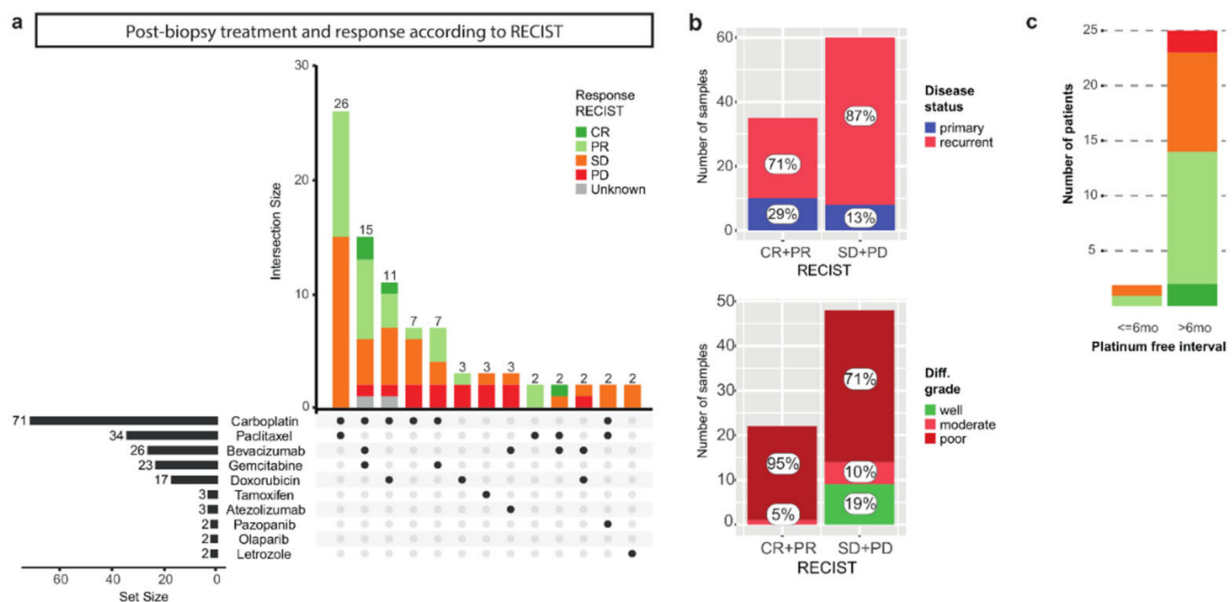 a
Post-biopsy treatment and response according to RECIST
30
20
10
0
Intersection Size
26
15
11
7
7
3
3
3
2
2
2
2
2
Response
RECIST
CR
PR
SD
PD
Unknown
71
34
26
23
17
3
3
2
2
2
Carboplatin
Paclitaxel
Bevacizumab
Gemcitabine
Doxorubicin
Tamoxifen
Atezolizumab
Pazopanib
Olaparib
Letrozole
60 40 20 0
Set Size
b
60
40
20
0
Number of samples
87%
71%
29%
13%
CR+PR SD+PD
RECIST
Disease
status
primary
recurrent
50
40
30
20
10
0
Number of samples
71%
95%
10%
5%
19%
CR+PR SD+PD
RECIST
Diff.
grade
well
moderate
poor
c
25
20
15
10
5
Number of patients
<=6mo >6mo
Platinum free interval